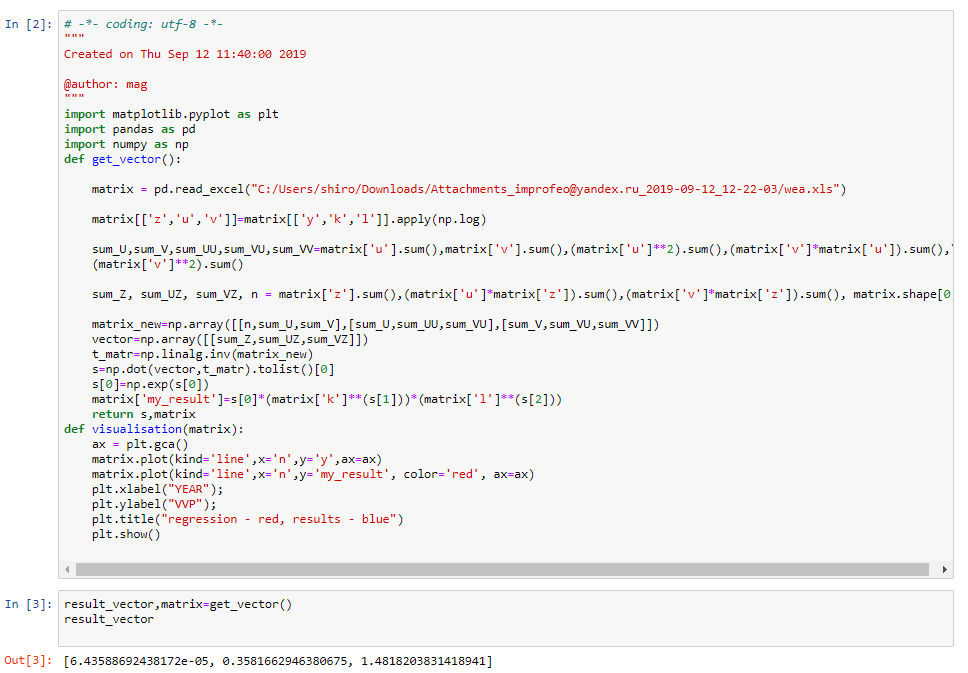 In [2]:
# -*- coding: utf-8 -*-
"""
Created on Thu Sep 12 11:40:00 2019

@author: mag
"""
import matplotlib.pyplot as plt
import pandas as pd
import numpy as np
def get_vector():

    matrix = pd.read_excel("C:/Users/shiro/Downloads/Attachments_improfeo@yandex.ru_2019-09-12_12-22-03/wea.xls")

    matrix[['z','u','v']]=matrix[['y','k','l']].apply(np.log)

    sum_U,sum_V,sum_UU,sum_VU,sum_VV=matrix['u'].sum(),matrix['v'].sum(),(matrix['u']**2).sum(),(matrix['v']*matrix['u']).sum(),\
    (matrix['v']**2).sum()

    sum_Z, sum_UZ, sum_VZ, n = matrix['z'].sum(),(matrix['u']*matrix['z']).sum(),(matrix['v']*matrix['z']).sum(), matrix.shape[0

    matrix_new=np.array([[n,sum_U,sum_V],[sum_U,sum_UU,sum_VU],[sum_V,sum_VU,sum_VV]])
    vector=np.array([[sum_Z,sum_UZ,sum_VZ]])
    t_matr=np.linalg.inv(matrix_new)
    s=np.dot(vector,t_matr).tolist()[0]
    s[0]=np.exp(s[0])
    matrix['my_result']=s[0]*(matrix['k']**(s[1]))*(matrix['l']**(s[2]))
    return s,matrix
def visualisation(matrix):
    ax = plt.gca()
    matrix.plot(kind='line',x='n',y='y',ax=ax)
    matrix.plot(kind='line',x='n',y='my_result', color='red', ax=ax)
    plt.xlabel("YEAR");
    plt.ylabel("VVP");
    plt.title("regression - red, results - blue")
    plt.show()
In [3]:
result_vector,matrix=get_vector()
result_vector
Out[3]:
[6.43588692438172e-05, 0.3581662946380675, 1.4818203831418941]